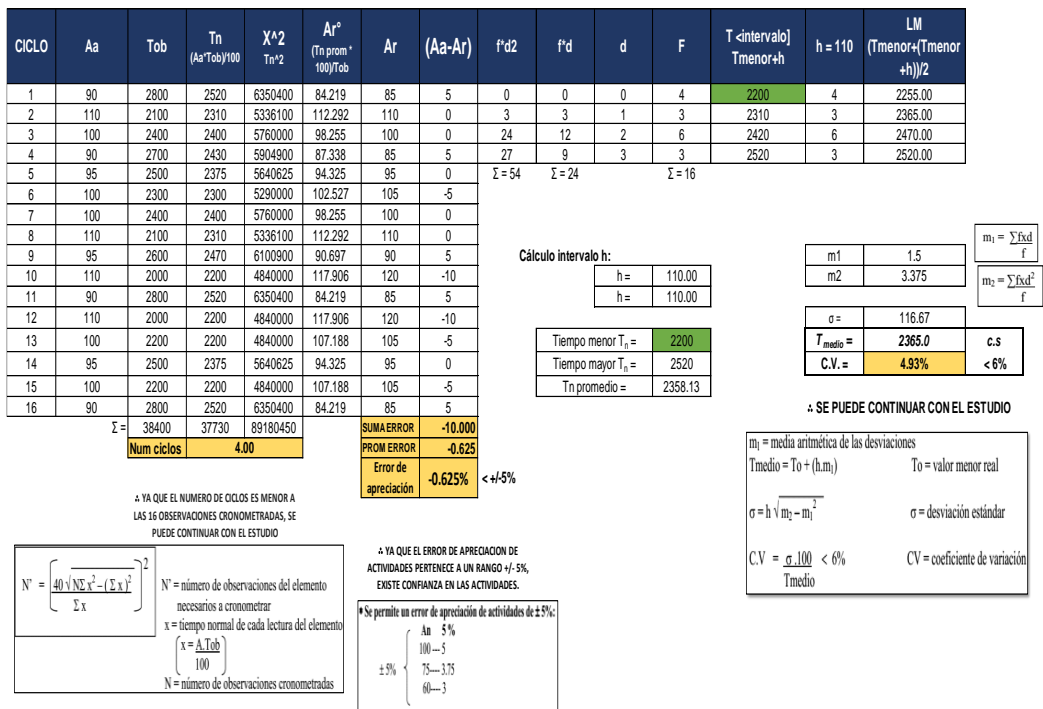 CICLO Aa Tob Tn (Aa*Tob)/100 X^2 Tn^2 Ar° (Tn prom * 100)/Tob Ar (Aa-Ar) f*d2 f*d d F T <intervalo] Tmenor+h h = 110 LM (Tmenor+(Tmenor +h))/2
1 90 2800 2520 6350400 84.219 85 5 0 0 0 4 2200 4 2255.00
2 110 2100 2310 5336100 112.292 110 0 3 3 1 3 2310 3 2365.00
3 100 2400 2400 5760000 98.255 100 0 24 12 2 6 2420 6 2470.00
4 90 2700 2430 5904900 87.338 85 5 27 9 3 3 2520 3 2520.00
5 95 2500 2375 5640625 94.325 95 0 Σ = 54 Σ = 24 Σ = 16
6 100 2300 2300 5290000 102.527 105 -5
7 100 2400 2400 5760000 98.255 100 0
8 110 2100 2310 5336100 112.292 110 0
9 95 2600 2470 6100900 90.697 90 5
10 110 2000 2200 4840000 117.906 120 -10
11 90 2800 2520 6350400 84.219 85 5
12 110 2000 2200 4840000 117.906 120 -10
13 100 2200 2200 4840000 107.188 105 -5
14 95 2500 2375 5640625 94.325 95 0
15 100 2200 2200 4840000 107.188 105 -5
16 90 2800 2520 6350400 84.219 85 5
Σ = 38400 37730 89180450 SUMA ERROR -10.000
Num ciclos 4.00 PROM ERROR -0.625
Error de apreciación -0.625% < +/-5%
Cálculo intervalo h:
h = 110.00
h = 110.00
Tiempo menor Tn = 2200
Tiempo mayor Tn = 2520
Tn promedio = 2358.13
m1 1.5
m2 3.375
m₁ = ∑fxd
f
m₂ = ∑fxd²
f
σ = 116.67
T medio = 2365.0 c.s
C.V. = 4.93% < 6%
∴ SE PUEDE CONTINUAR CON EL ESTUDIO
m₁ = media aritmética de las desviaciones
Tmedio = To + (h.m₁) To = valor menor real
σ = h √m₂ – m₁² σ = desviación estándar
C.V = σ .100 < 6% CV = coeficiente de variación
Tmedio
∴ YA QUE EL NUMERO DE CICLOS ES MENOR A
LAS 16 OBSERVACIONES CRONOMETRADAS, SE
PUEDE CONTINUAR CON EL ESTUDIO
N' = (40 √NΣ x² – ( Σ x )²)²
Σ x
N' = número de observaciones del elemento
necesarios a cronometrar
x = tiempo normal de cada lectura del elemento
(x = A.Tob)
100
N = número de observaciones cronometradas
∴ YA QUE EL ERROR DE APRECIACION DE
ACTIVIDADES PERTENECE A UN RANGO +/- 5%,
EXISTE CONFIANZA EN LAS ACTIVIDADES.
* Se permite un error de apreciación de actividades de ± 5%:
An 5 %
100 --- 5
± 5% 75---- 3.75
60---- 3